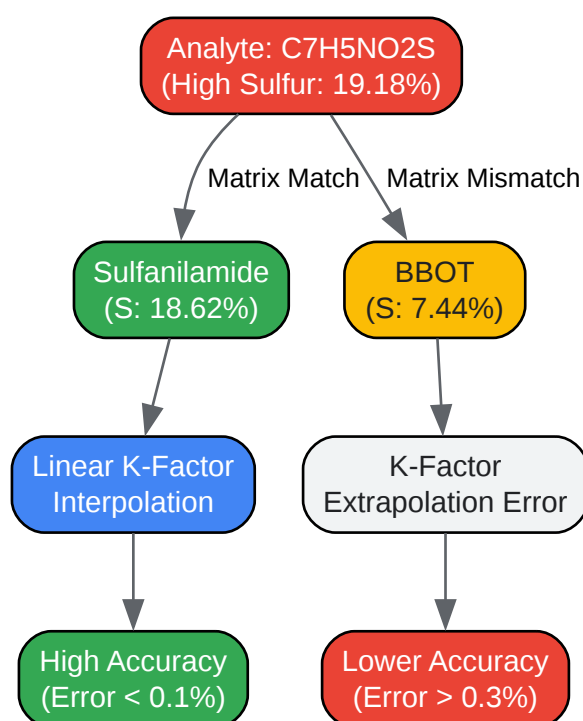 Analyte: C7H5NO2S
(High Sulfur: 19.18%)
Matrix Match
Matrix Mismatch
Sulfanilamide
(S: 18.62%)
BBOT
(S: 7.44%)
Linear K-Factor
Interpolation
K-Factor
Extrapolation Error
High Accuracy
(Error < 0.1%)
Lower Accuracy
(Error > 0.3%)